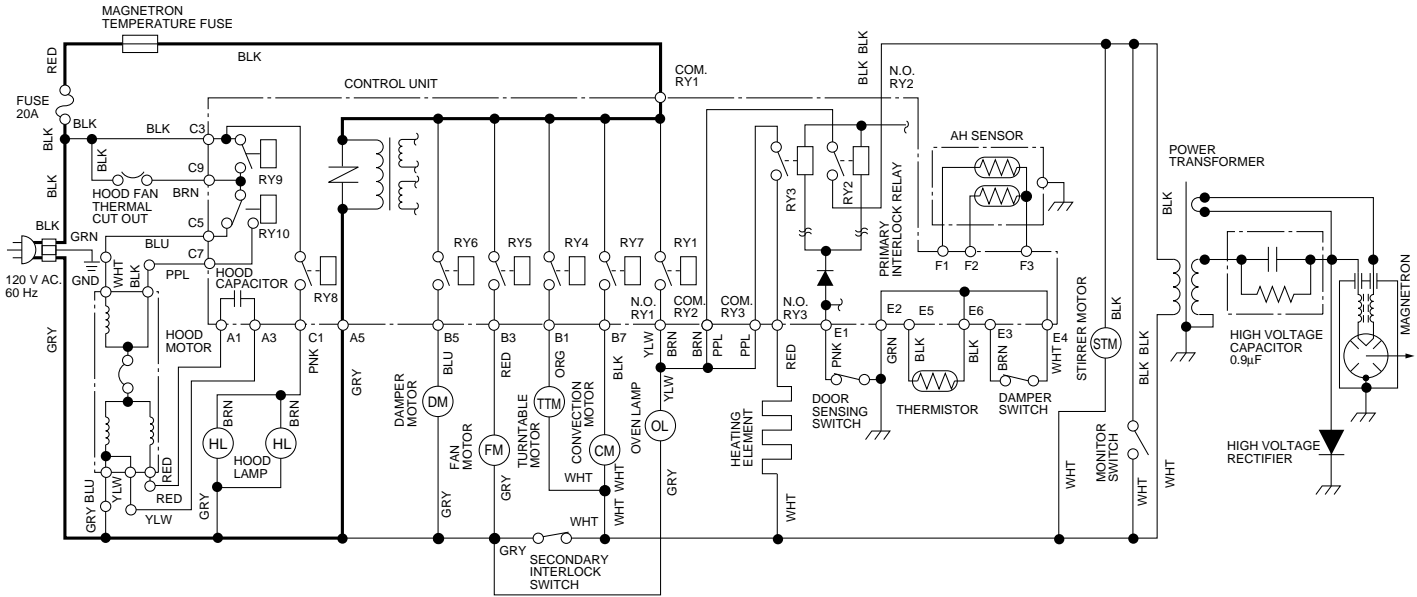 MAGNETRON
TEMPERATURE FUSE
BLK
RED
COM.
RY1
BLK BLK
N.O.
RY2
CONTROL UNIT
FUSE
20A
BLK
BLK
BLK
C3
BLK
C9
BRN
RY9
HOOD FAN
THERMAL
CUT OUT
BLK
C5
BLU
RY10
BLK
GRN
GND
120 V AC.
60 Hz
WHT
BLK
PPL
C7
HOOD
CAPACITOR
RY8
RY6
RY5
RY4
RY7
RY1
RY3
RY2
PRIMARY
INTERLOCK RELAY
AH SENSOR
F1
F2
F3
POWER
TRANSFORMER
BLK
GRY
HOOD
MOTOR
A1
A3
C1
PNK
A5
GRY
B5
BLU
B3
RED
B1
ORG
B7
BLK
N.O.
RY1
YLW
BRN
COM.
RY2
BRN
PPL
COM.
RY3
PPL
N.O.
RY3
RED
E1
PNK
E2
GRN
E5
BLK
E6
BLK
E3
BRN
E4
WHT
STIRRER MOTOR
BLK
STM
BLK BLK
HIGH VOLTAGE
CAPACITOR
0.9µF
MAGNETRON
BRN
BRN
HL
HL
HOOD
LAMP
GRY
DAMPER
MOTOR
DM
GRY
FAN
MOTOR
FM
GRY
TURNTABLE
MOTOR
TTM
WHT
CONVECTION
MOTOR
CM
WHT
WHT
OVEN LAMP
YLW
OL
GRY
HEATING
ELEMENT
WHT
DOOR
SENSING
SWITCH
THERMISTOR
DAMPER
SWITCH
WHT
MONITOR
SWITCH
WHT
WHT
HIGH VOLTAGE
RECTIFIER
RED
RED
BLU
YLW
GRY
YLW
GRY
WHT
SECONDARY
INTERLOCK
SWITCH